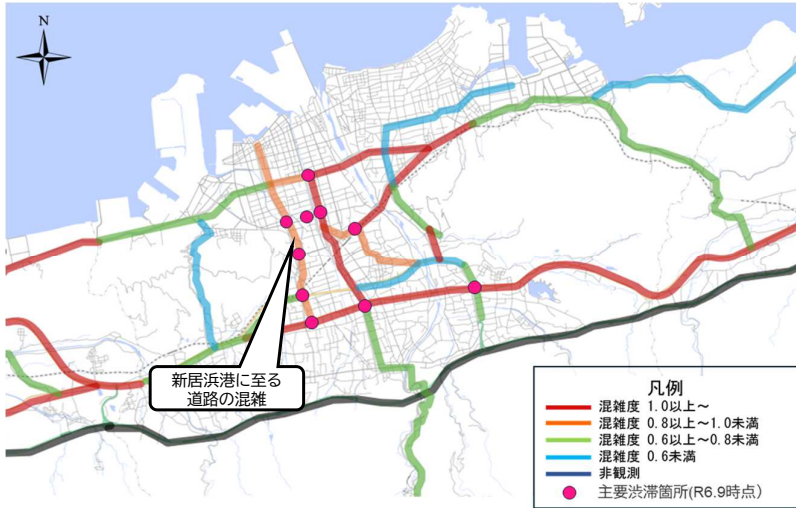 N
新居浜港に至る
道路の混雑
凡例
混雑度 1.0以上～
混雑度 0.8以上～1.0未満
混雑度 0.6以上～0.8未満
混雑度 0.6未満
非観測
主要渋滞箇所(R6.9時点)